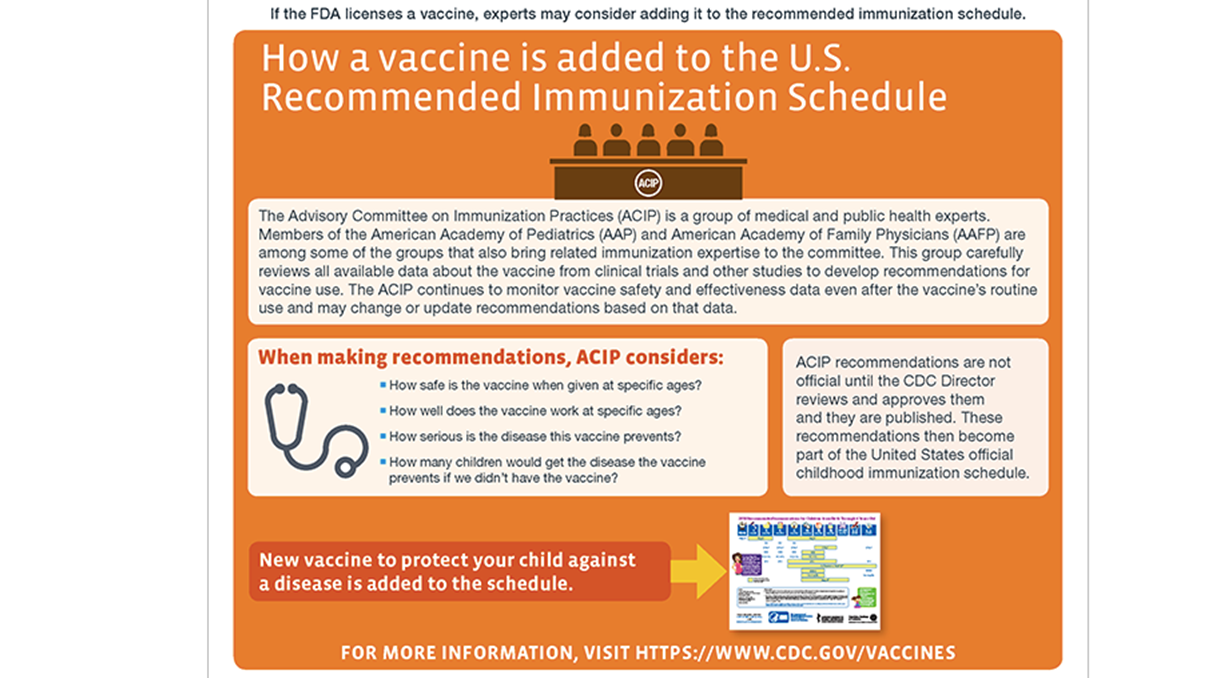 If the FDA licenses a vaccine, experts may consider adding it to the recommended immunization schedule.
How a vaccine is added to the U.S.
Recommended Immunization Schedule
ACIP
The Advisory Committee on Immunization Practices (ACIP) is a group of medical and public health experts.
Members of the American Academy of Pediatrics (AAP) and American Academy of Family Physicians (AAFP) are
among some of the groups that also bring related immunization expertise to the committee. This group carefully
reviews all available data about the vaccine from clinical trials and other studies to develop recommendations for
vaccine use. The ACIP continues to monitor vaccine safety and effectiveness data even after the vaccine's routine
use and may change or update recommendations based on that data.
When making recommendations, ACIP considers:
How safe is the vaccine when given at specific ages?
How well does the vaccine work at specific ages?
How serious is the disease this vaccine prevents?
How many children would get the disease the vaccine
prevents if we didn't have the vaccine?
ACIP recommendations are not
official until the CDC Director
reviews and approves them
and they are published. These
recommendations then become
part of the United States official
childhood immunization schedule.
New vaccine to protect your child against
a disease is added to the schedule.
FOR MORE INFORMATION, VISIT HTTPS://WWW.CDC.GOV/VACCINES